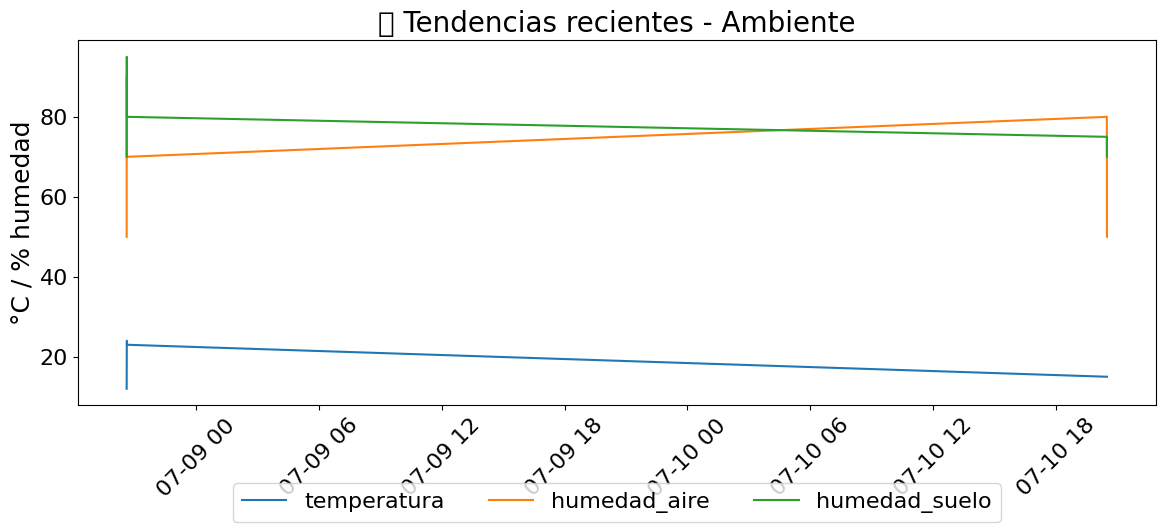 Tendencias recientes - Ambiente
°C / % humedad
80
60
40
20
07-09 00
07-09 06
07-09 12
07-09 18
07-10 00
07-10 06
07-10 12
07-10 18
temperatura
humedad_aire
humedad_suelo